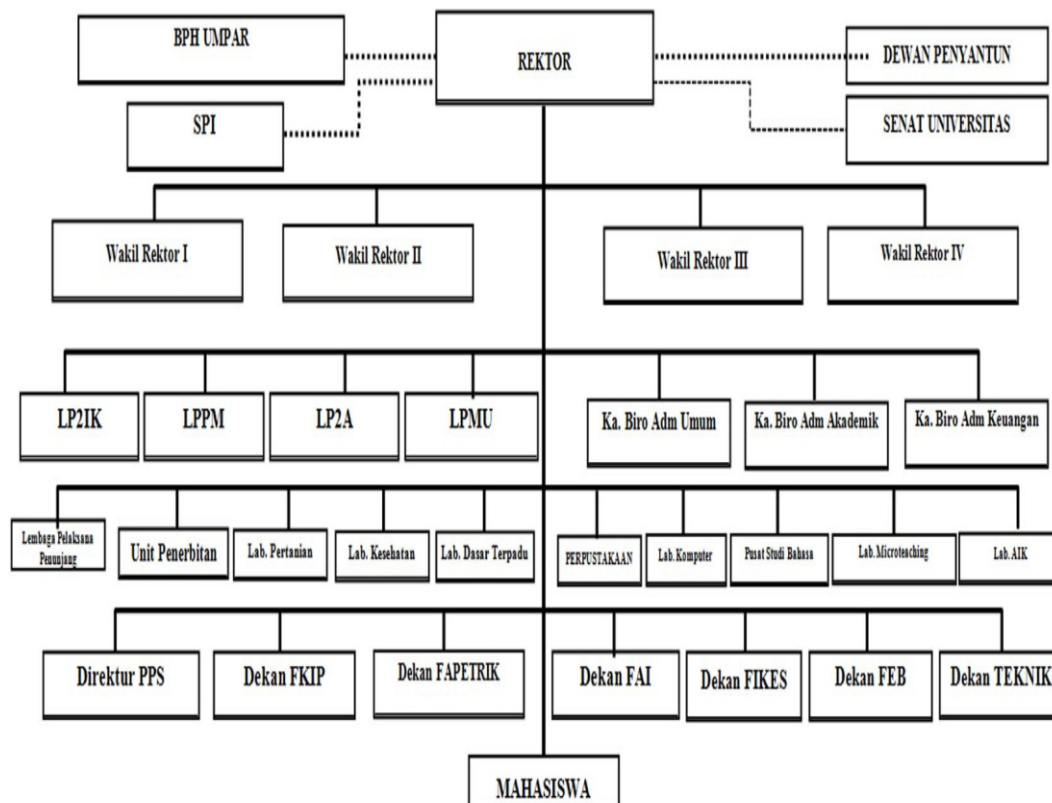 BPH UMPAR
REKTOR
DEWAN PENYANTUN
SPI
SENAT UNIVERSITAS
Wakil Rektor I
Wakil Rektor II
Wakil Rektor III
Wakil Rektor IV
LP2IK
LPPM
LP2A
LPMU
Ka. Biro Adm Umum
Ka. Biro Adm Akademik
Ka. Biro Adm Keuangan
Lembaga Pelaksana
Penunjang
Unit Penerbitan
Lab. Pertanian
Lab. Kesehatan
Lab. Dasar Terpadu
PERPUSTAKAAN
Lab. Komputer
Pusat Studi Bahasa
Lab. Microteaching
Lab. AIK
Direktur PPS
Dekan FKIP
Dekan FAPETRIK
Dekan FAI
Dekan FIKES
Dekan FEB
Dekan TEKNIK
MAHASISWA